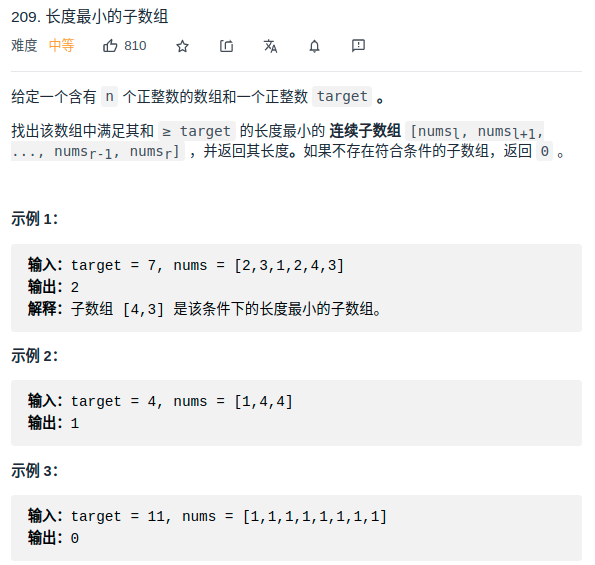 209. 长度最小的子数组
难度 中等 810
给定一个含有 n 个正整数的数组和一个正整数 target 。
找出该数组中满足其和 ≥ target 的长度最小的 连续子数组 [numsl, numsl+1,
..., numsr-1, numsr] ，并返回其长度。如果不存在符合条件的子数组，返回 0 。
示例 1：
输入：target = 7, nums = [2,3,1,2,4,3]
输出：2
解释：子数组 [4,3] 是该条件下的长度最小的子数组。
示例 2：
输入：target = 4, nums = [1,4,4]
输出：1
示例 3：
输入：target = 11, nums = [1,1,1,1,1,1,1,1]
输出：0